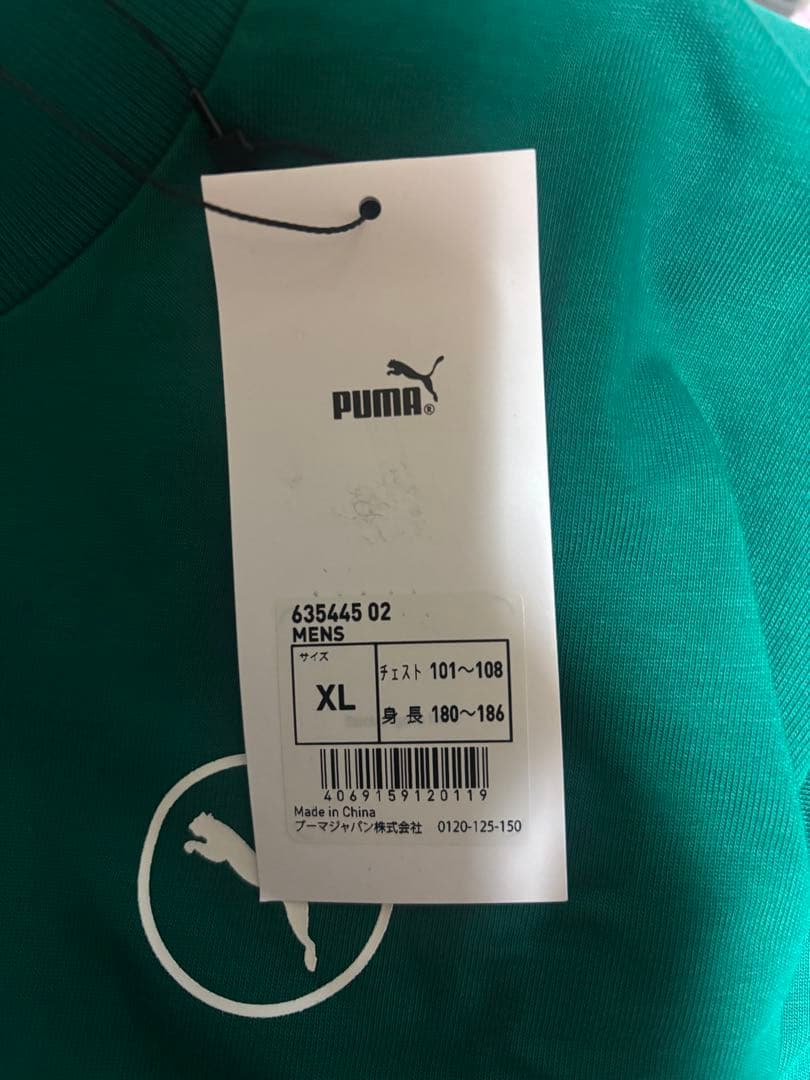 PUMA®
635445 02
MENS
サイズ
XL
チェスト 101〜108
身長 180〜186
4069159120119
Made in China
プーマジャパン株式会社 0120-125-150